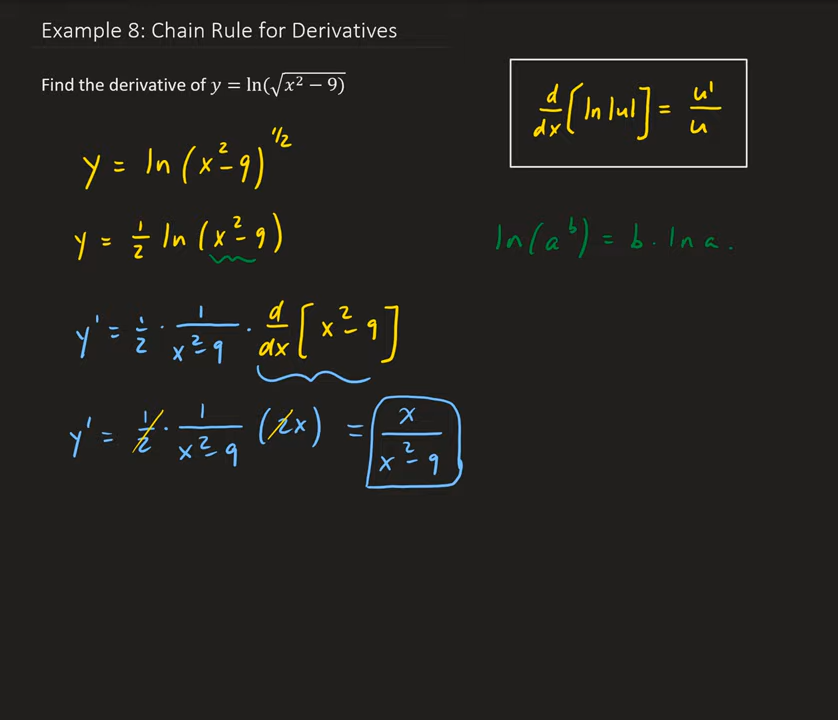 Example 8: Chain Rule for Derivatives
Find the derivative of y = ln(√(x² − 9))
d/dx [ln |u|] = u'/u
y = ln (x² − 9)^1/2
y = 1/2 ln (x² − 9)
ln(a^b) = b · ln a.
y' = 1/2 · 1/(x² − 9) · d/dx [x² − 9]
y' = 1/2 · 1/(x² − 9) (2x) = x/(x² − 9)